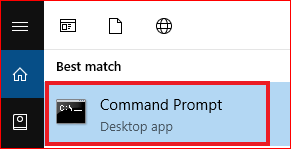 Best match
C:\_
Command Prompt
Desktop app